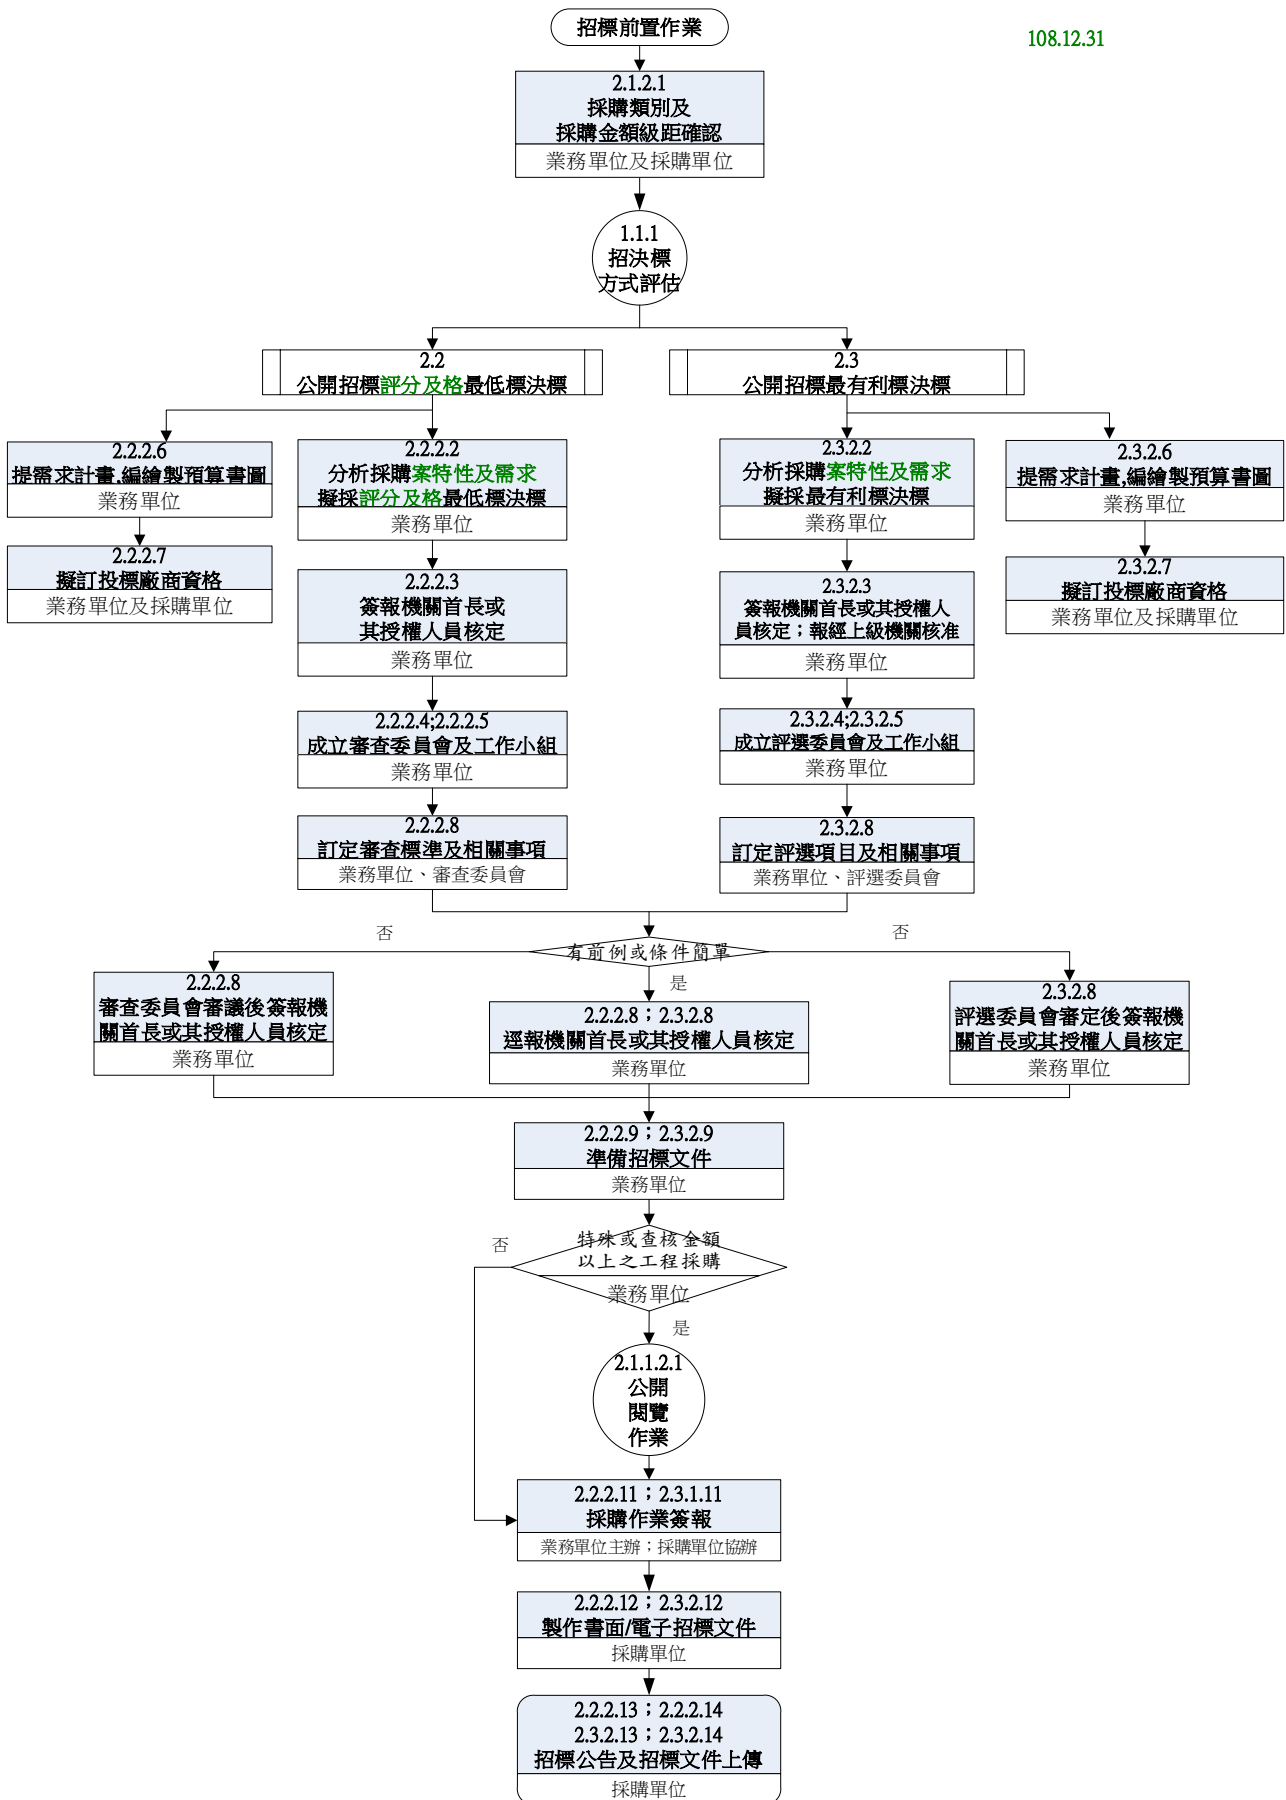 招標前置作業
108.12.31
2.1.2.1
採購類別及
採購金額級距確認
業務單位及採購單位
1.1.1
招決標
方式評估
2.2
公開招標評分及格最低標決標
2.3
公開招標最有利標決標
2.2.2.6
提需求計畫,編繪製預算書圖
業務單位
2.2.2.7
擬訂投標廠商資格
業務單位及採購單位
2.2.2.2
分析採購案特性及需求
擬採評分及格最低標決標
業務單位
2.2.2.3
簽報機關首長或
其授權人員核定
業務單位
2.2.2.4;2.2.2.5
成立審查委員會及工作小組
業務單位
2.2.2.8
訂定審查標準及相關事項
業務單位、審查委員會
2.3.2.2
分析採購案特性及需求
擬採最有利標決標
業務單位
2.3.2.3
簽報機關首長或其授權人
員核定；報經上級機關核准
業務單位
2.3.2.4;2.3.2.5
成立評選委員會及工作小組
業務單位
2.3.2.8
訂定評選項目及相關事項
業務單位、評選委員會
2.3.2.6
提需求計畫,編繪製預算書圖
業務單位
2.3.2.7
擬訂投標廠商資格
業務單位及採購單位
有前例或條件簡單
否
否
是
2.2.2.8
審查委員會審議後簽報機
關首長或其授權人員核定
業務單位
2.2.2.8；2.3.2.8
逕報機關首長或其授權人員核定
業務單位
2.3.2.8
評選委員會審定後簽報機
關首長或其授權人員核定
業務單位
2.2.2.9；2.3.2.9
準備招標文件
業務單位
特殊或查核金額
以上之工程採購
業務單位
否
是
2.1.1.2.1
公開
閱覽
作業
2.2.2.11；2.3.1.11
採購作業簽報
業務單位主辦；採購單位協辦
2.2.2.12；2.3.2.12
製作書面/電子招標文件
採購單位
2.2.2.13；2.2.2.14
2.3.2.13；2.3.2.14
招標公告及招標文件上傳
採購單位